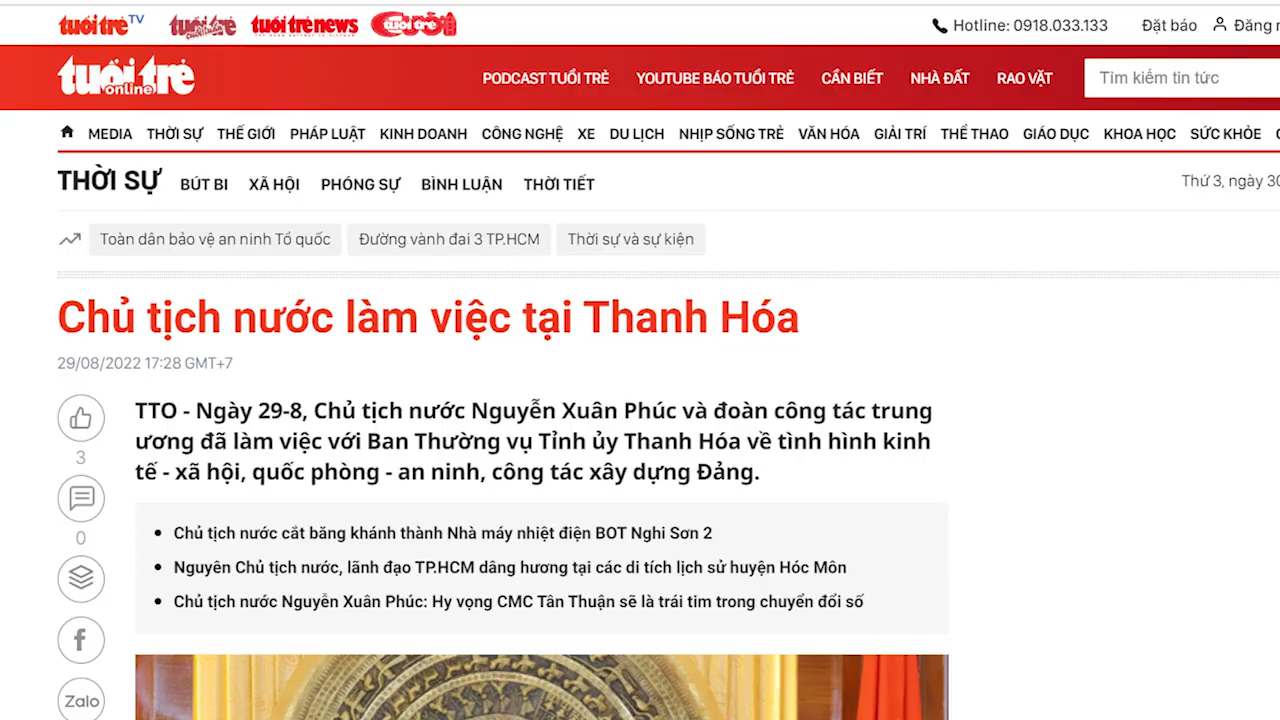 tuổi trẻ TV
tuổi trẻ cuối tuần
tuổi trẻ news
tuổi trẻ cười
Hotline: 0918.033.133
Đặt báo
Đăng
tuổi trẻ online
PODCAST TUỔI TRẺ
YOUTUBE BÁO TUỔI TRẺ
CẦN BIẾT
NHÀ ĐẤT
RAO VẶT
Tìm kiếm tin tức
MEDIA THỜI SỰ THẾ GIỚI PHÁP LUẬT KINH DOANH CÔNG NGHỆ XE DU LỊCH NHỊP SỐNG TRẺ VĂN HÓA GIẢI TRÍ THỂ THAO GIÁO DỤC KHOA HỌC SỨC KHỎE
THỜI SỰ BÚT BI XÃ HỘI PHÓNG SỰ BÌNH LUẬN THỜI TIẾT
Thứ 3, ngày 30
Toàn dân bảo vệ an ninh Tổ quốc
Đường vành đai 3 TP.HCM
Thời sự và sự kiện
Chủ tịch nước làm việc tại Thanh Hóa
29/08/2022 17:28 GMT+7
TTO - Ngày 29-8, Chủ tịch nước Nguyễn Xuân Phúc và đoàn công tác trung
ương đã làm việc với Ban Thường vụ Tỉnh ủy Thanh Hóa về tình hình kinh
tế - xã hội, quốc phòng - an ninh, công tác xây dựng Đảng.
3
0
Chủ tịch nước cắt băng khánh thành Nhà máy nhiệt điện BOT Nghi Sơn 2
Nguyên Chủ tịch nước, lãnh đạo TP.HCM dâng hương tại các di tích lịch sử huyện Hóc Môn
Chủ tịch nước Nguyễn Xuân Phúc: Hy vọng CMC Tân Thuận sẽ là trái tim trong chuyển đổi số
f
Zalo